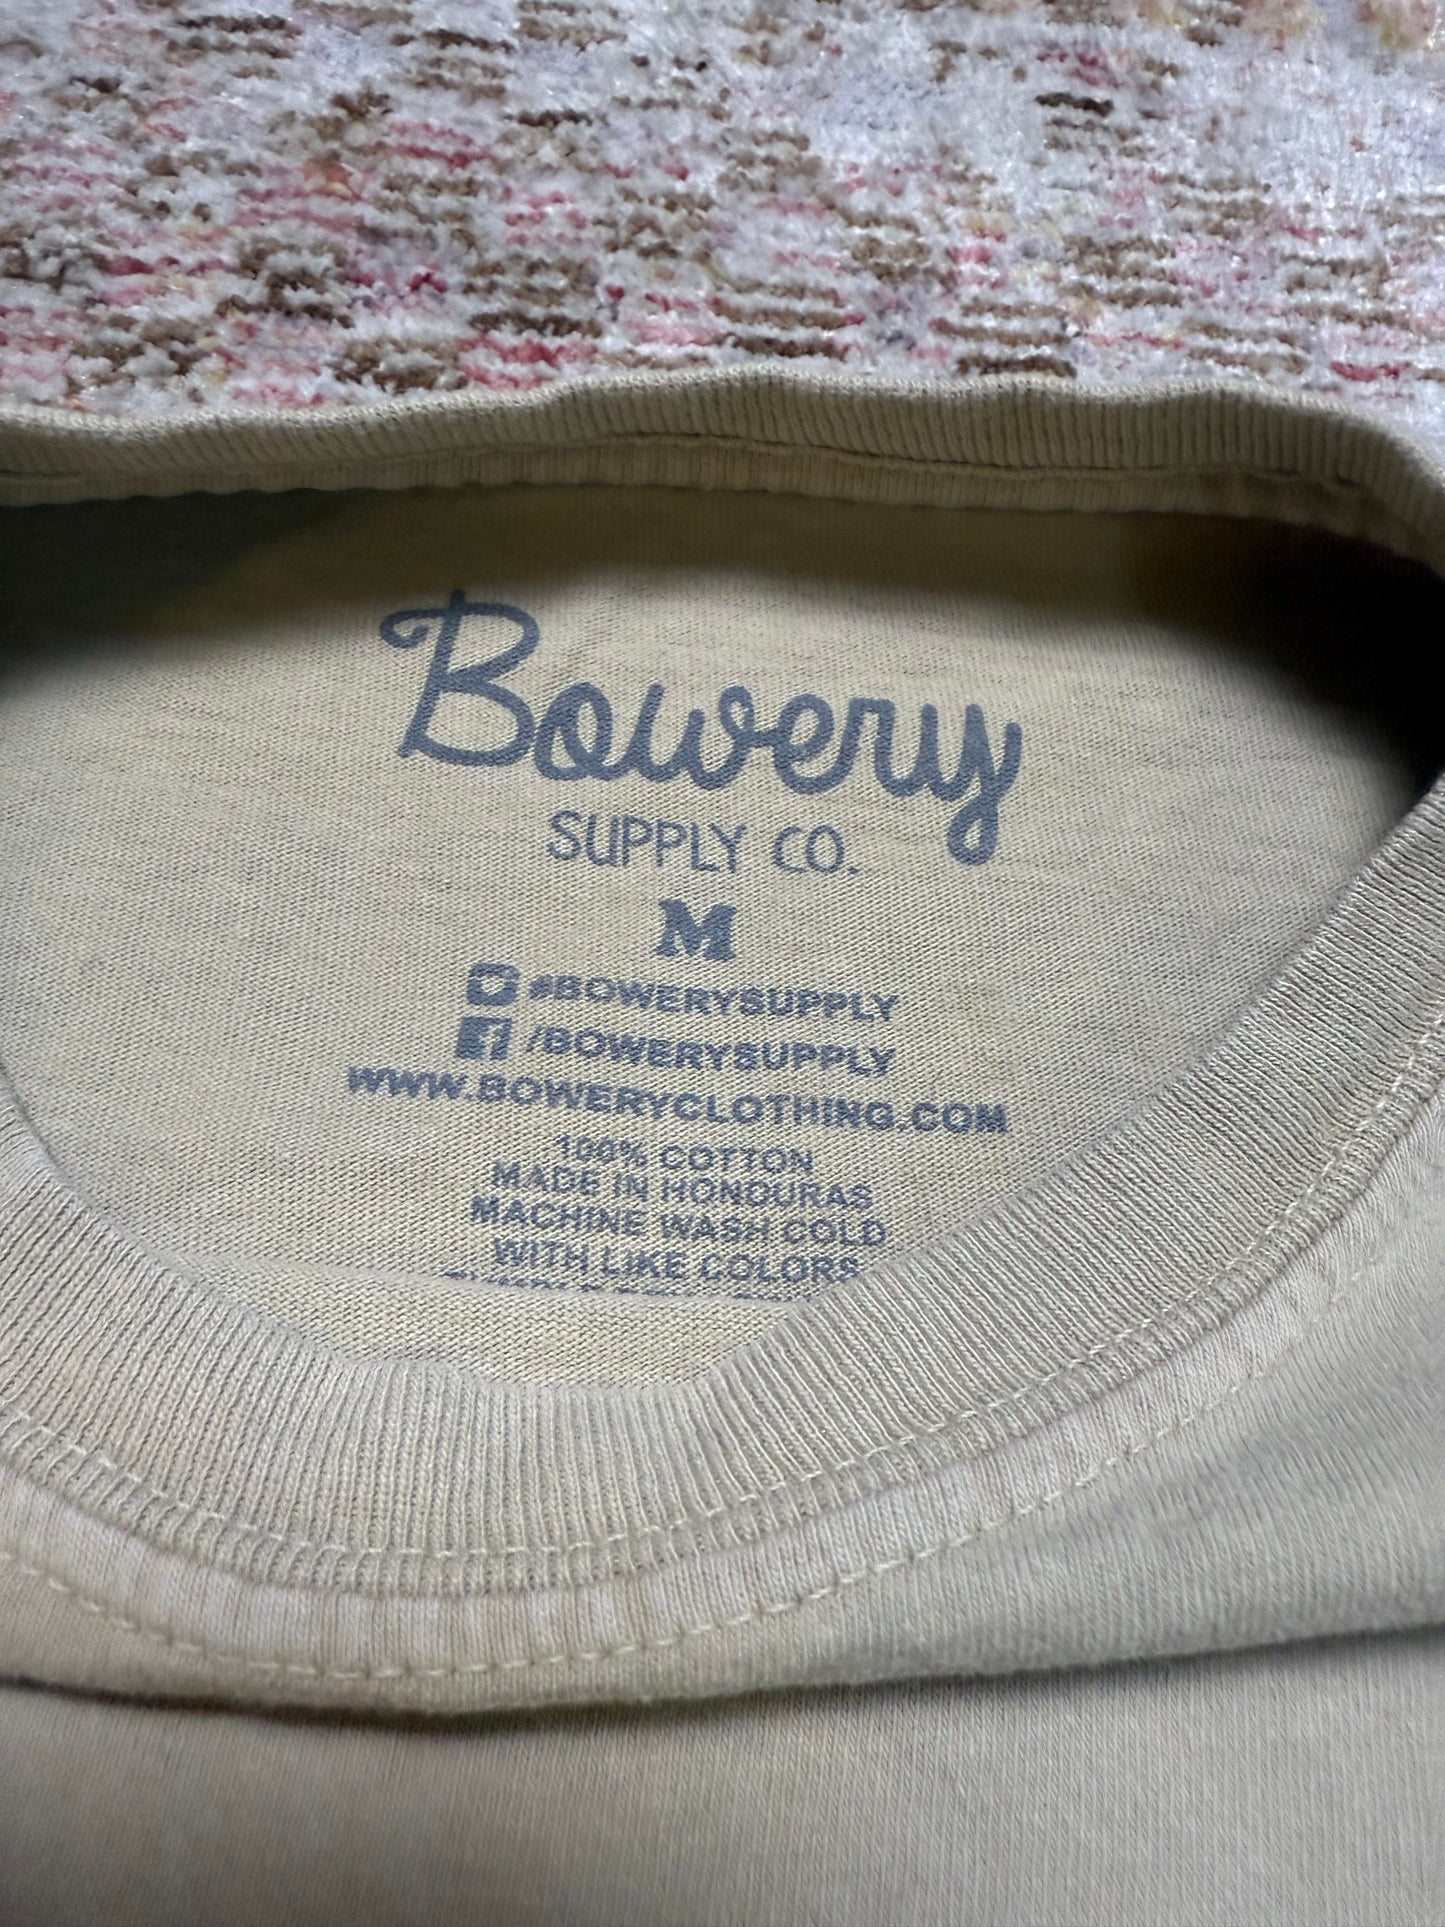 Bowery
SUPPLY CO.
M
#BOWERYSUPPLY
/BOWERYSUPPLY
WWW.BOWERYCLOTHING.COM
100% COTTON
MADE IN HONDURAS
MACHINE WASH COLD
WITH LIKE COLORS